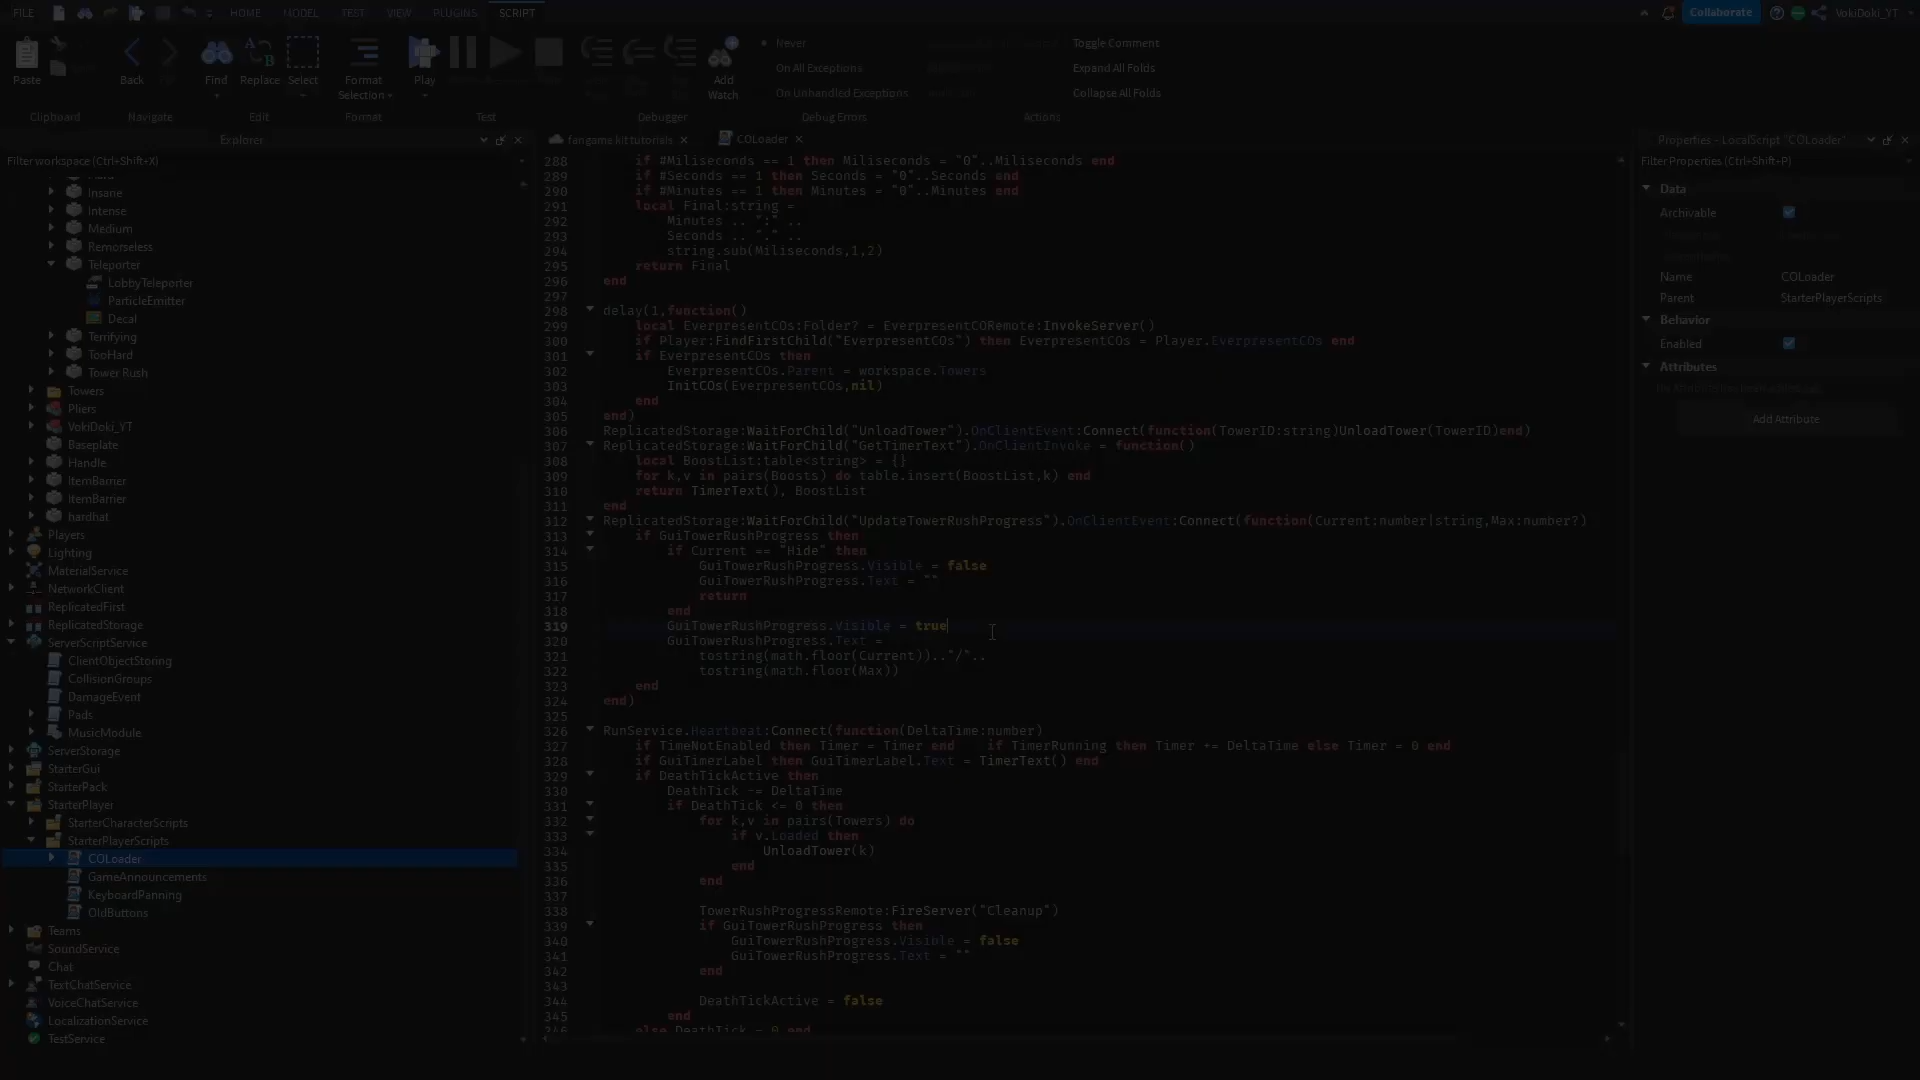 FILE HOME MODEL TEST VIEW PLUGINS SCRIPT Collaborate VokiDoki_YT
Paste Back Find Replace Select Format Selection Play Add Watch
Never Toggle Comment
On All Exceptions Expand All Folds
On Unhandled Exceptions Collapse All Folds
Clipboard Navigate Edit Format Test Debugger Debug Errors Actions
Explorer
Filter workspace (Ctrl+Shift+X)
Insane
Intense
Medium
Remorseless
Teleporter
LobbyTeleporter
ParticleEmitter
Decal
Terrifying
TooHard
Tower Rush
Towers
Pliers
VokiDoki_YT
Baseplate
Handle
ItemBarrier
ItemBarrier
hardhat
Players
Lighting
MaterialService
NetworkClient
ReplicatedFirst
ReplicatedStorage
ServerScriptService
ClientObjectStoring
CollisionGroups
DamageEvent
Pads
MusicModule
ServerStorage
StarterGui
StarterPack
StarterPlayer
StarterCharacterScripts
StarterPlayerScripts
COLoader
GameAnnouncements
KeyboardPanning
OldButtons
Teams
SoundService
Chat
TextChatService
VoiceChatService
LocalizationService
TestService
fangame kit tutorials COLoader
288 if #Miliseconds == 1 then Miliseconds = "0"..Miliseconds end
289 if #Seconds == 1 then Seconds = "0"..Seconds end
290 if #Minutes == 1 then Minutes = "0"..Minutes end
291 local Final:string =
292 Minutes .. ":" ..
293 Seconds .. "." ..
294 string.sub(Miliseconds,1,2)
295 return Final
296 end
297
298 delay(1,function()
299 local EverpresentCOs:Folder? = EverpresentCORemote:InvokeServer()
300 if Player:FindFirstChild("EverpresentCOs") then EverpresentCOs = Player.EverpresentCOs end
301 if EverpresentCOs then
302 EverpresentCOs.Parent = workspace.Towers
303 InitCOs(EverpresentCOs,nil)
304 end
305 end)
306 ReplicatedStorage:WaitForChild("UnloadTower").OnClientEvent:Connect(function(TowerID:string)UnloadTower(TowerID)end)
307 ReplicatedStorage:WaitForChild("GetTimerText").OnClientInvoke = function()
308 local BoostList:table<string> = {}
309 for k,v in pairs(Boosts) do table.insert(BoostList,k) end
310 return TimerText(), BoostList
311 end
312 ReplicatedStorage:WaitForChild("UpdateTowerRushProgress").OnClientEvent:Connect(function(Current:number|string,Max:number?)
313 if GuiTowerRushProgress then
314 if Current == "Hide" then
315 GuiTowerRushProgress.Visible = false
316 GuiTowerRushProgress.Text = ""
317 return
318 end
319 GuiTowerRushProgress.Visible = true
320 GuiTowerRushProgress.Text =
321 tostring(math.floor(Current)).."/"..
322 tostring(math.floor(Max))
323 end
324 end)
325
326 RunService.Heartbeat:Connect(function(DeltaTime:number)
327 if TimeNotEnabled then Timer = Timer end if TimerRunning then Timer += DeltaTime else Timer = 0 end
328 if GuiTimerLabel then GuiTimerLabel.Text = TimerText() end
329 if DeathTickActive then
330 DeathTick -= DeltaTime
331 if DeathTick <= 0 then
332 for k,v in pairs(Towers) do
333 if v.Loaded then
334 UnloadTower(k)
335 end
336 end
337
338 TowerRushProgressRemote:FireServer("Cleanup")
339 if GuiTowerRushProgress then
340 GuiTowerRushProgress.Visible = false
341 GuiTowerRushProgress.Text = ""
342 end
343
344 DeathTickActive = false
345 end
346 else DeathTick = 0 end
Properties - LocalScript "COLoader"
Filter Properties (Ctrl+Shift+P)
Data
Archivable
Name COLoader
Parent StarterPlayerScripts
Behavior
Enabled
Attributes
Add Attribute